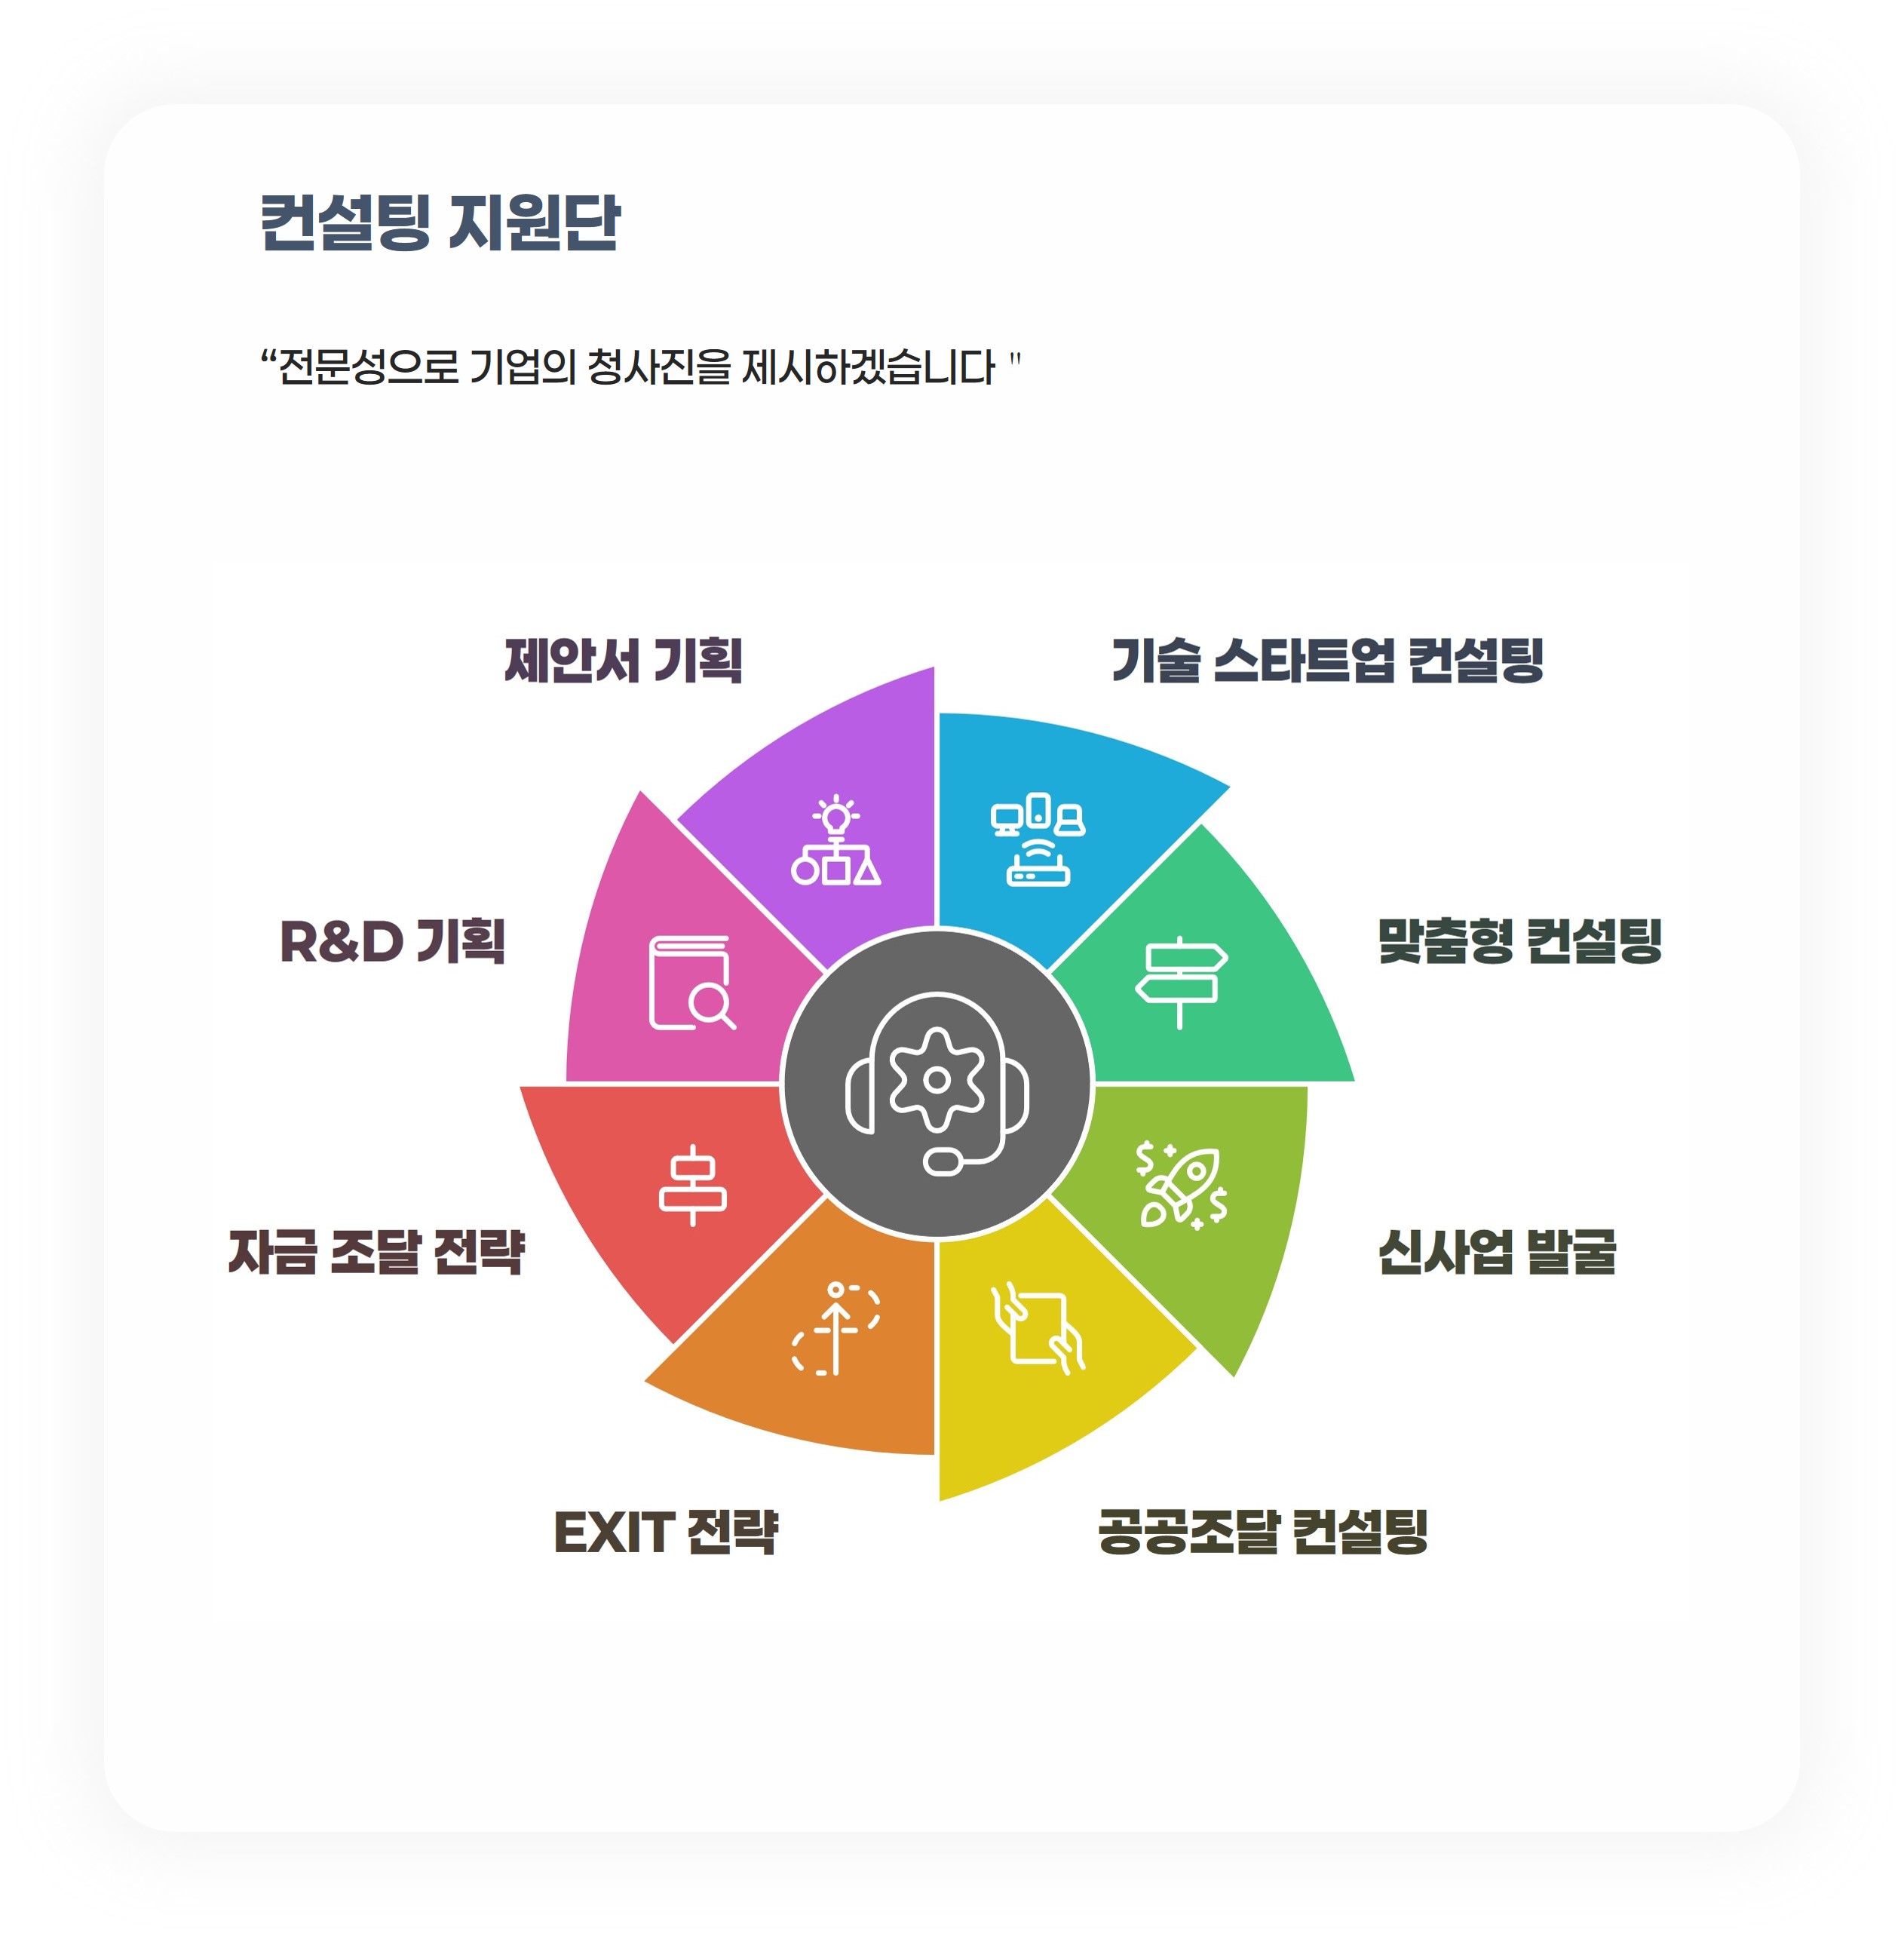 컨설팅 지원단
“전문성으로 기업의 청사진을 제시하겠습니다 "
제안서 기획
기술 스타트업 컨설팅
R&D 기획
맞춤형 컨설팅
자금 조달 전략
신사업 발굴
EXIT 전략
공공조달 컨설팅